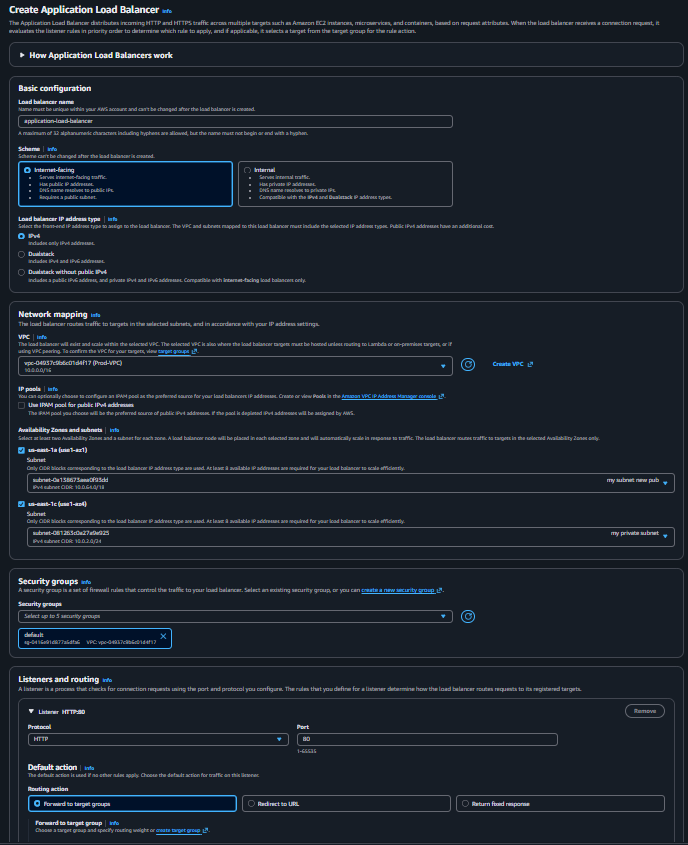 Create Application Load Balancer Info
The Application Load Balancer distributes incoming HTTP and HTTPS traffic across multiple targets such as Amazon EC2 instances, microservices, and containers, based on request attributes. When the load balancer receives a connection request, it
evaluates the listener rules in priority order to determine which rule to apply, and if applicable, it selects a target from the target group for the rule action.
How Application Load Balancers work
Basic configuration
Load balancer name
Name must be unique within your AWS account and can't be changed after the load balancer is created.
application-load-balancer
A maximum of 32 alphanumeric characters including hyphens are allowed, but the name must not begin or end with a hyphen.
Scheme Info
Scheme can't be changed after the load balancer is created.
Internet-facing
• Serves internet-facing traffic.
• Has public IP addresses.
• DNS name resolves to public IPs.
• Requires a public subnet.
Internal
• Serves internal traffic.
• Has private IP addresses.
• DNS name resolves to private IPs.
• Compatible with the IPv4 and Dualstack IP address types.
Load balancer IP address type Info
Select the front-end IP address type to assign to the load balancer. The VPC and subnets mapped to this load balancer must include the selected IP address types. Public IPv4 addresses have an additional cost.
IPv4
Includes only IPv4 addresses.
Dualstack
Includes IPv4 and IPv6 addresses.
Dualstack without public IPv4
Includes a public IPv6 address, and private IPv4 and IPv6 addresses. Compatible with internet-facing load balancers only.
Network mapping Info
The load balancer routes traffic to targets in the selected subnets, and in accordance with your IP address settings.
VPC Info
The load balancer will exist and scale within the selected VPC. The selected VPC is also where the load balancer targets must be hosted unless routing to Lambda or on-premises targets, or if
using VPC peering. To confirm the VPC for your targets, view target groups.
vpc-04937c9b6c01d4f17 (Prod-VPC)
10.0.0.0/16
Create VPC
IP pools Info
You can optionally choose to configure an IPAM pool as the preferred source for your load balancers IP addresses. Create or view Pools in the Amazon VPC IP Address Manager console.
Use IPAM pool for public IPv4 addresses
The IPAM pool you choose will be the preferred source of public IPv4 addresses. If the pool is depleted IPv4 addresses will be assigned by AWS.
Availability Zones and subnets Info
Select at least two Availability Zones and a subnet for each zone. A load balancer node will be placed in each selected zone and will automatically scale in response to traffic. The load balancer routes traffic to targets in the selected Availability Zones only.
us-east-1a (use1-az1)
Subnet
Only CIDR blocks corresponding to the load balancer IP address type are used. At least 8 available IP addresses are required for your load balancer to scale efficiently.
subnet-0a138673aea0f93dd my subnet new pub
IPv4 subnet CIDR: 10.0.64.0/18
us-east-1c (use1-az4)
Subnet
Only CIDR blocks corresponding to the load balancer IP address type are used. At least 8 available IP addresses are required for your load balancer to scale efficiently.
subnet-081263c0a27a9e925 my private subnet
IPv4 subnet CIDR: 10.0.2.0/24
Security groups Info
A security group is a set of firewall rules that control the traffic to your load balancer. Select an existing security group, or you can create a new security group.
Security groups
Select up to 5 security groups
default
sg-0416e91d877a6dfa6 VPC: vpc-04937c9b6c01d4f17
Listeners and routing Info
A listener is a process that checks for connection requests using the port and protocol you configure. The rules that you define for a listener determine how the load balancer routes requests to its registered targets.
Listener HTTP:80
Remove
Protocol
HTTP
Port
80
1-65535
Default action Info
The default action is used if no other rules apply. Choose the default action for traffic on this listener.
Routing action
Forward to target groups
Redirect to URL
Return fixed response
Forward to target group Info
Choose a target group and specify routing weight or create target group.